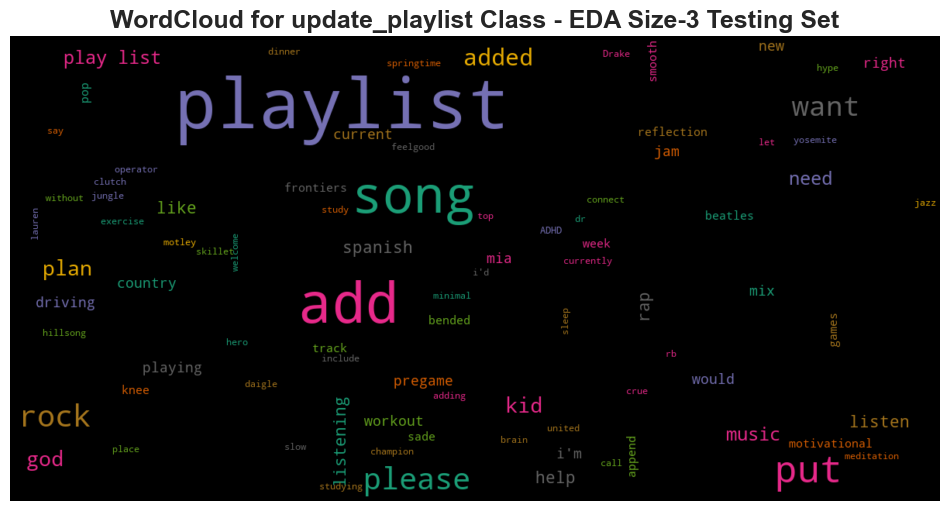 WordCloud for update_playlist Class - EDA Size-3 Testing Set
play list
dinner
springtime
added
Drake
smooth
new
hype
right
pop
playlist
want
say
current
feelgood
reflection
jam
let
yosemite
operator
clutch
jungle
without
like
frontiers
song
need
connect
jazz
lauren
exercise
study
top
dr
beatles
ADHD
motley
skillet
welcome
spanish
week
mia
currently
plan
i'd
country
driving
add
minimal
mix
rap
bended
sleep
games
hillsong
hero
track
include
rb
playing
knee
daigle
pregame
adding
would
crue
rock
kid
workout
listening
sade
united
brain
music
listen
motivational
god
place
slow
champion
i'm
call
append
meditation
studying
please
help
put